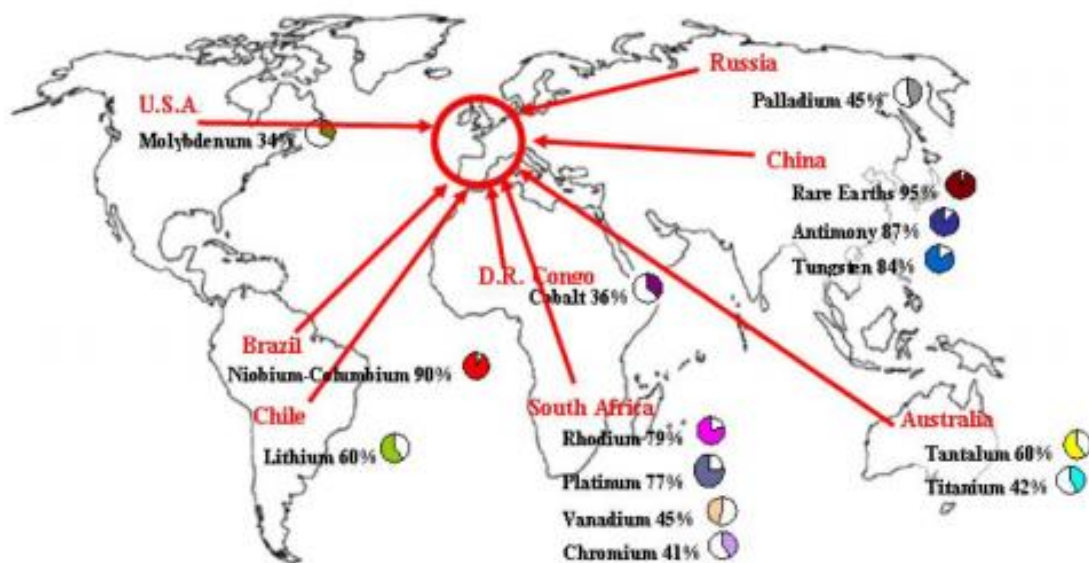 Russia
Palladium 45%
U.S.A
Molybdenum 34%
China
Rare Earths 95%
Antimony 87%
Tungsten 84%
D.R. Congo
Cobalt 36%
Brazil
Niobium-Columbium 90%
Chile
Lithium 60%
South Africa
Rhodium 79%
Platinum 77%
Vanadium 45%
Chromium 41%
Australia
Tantalum 60%
Titanium 42%